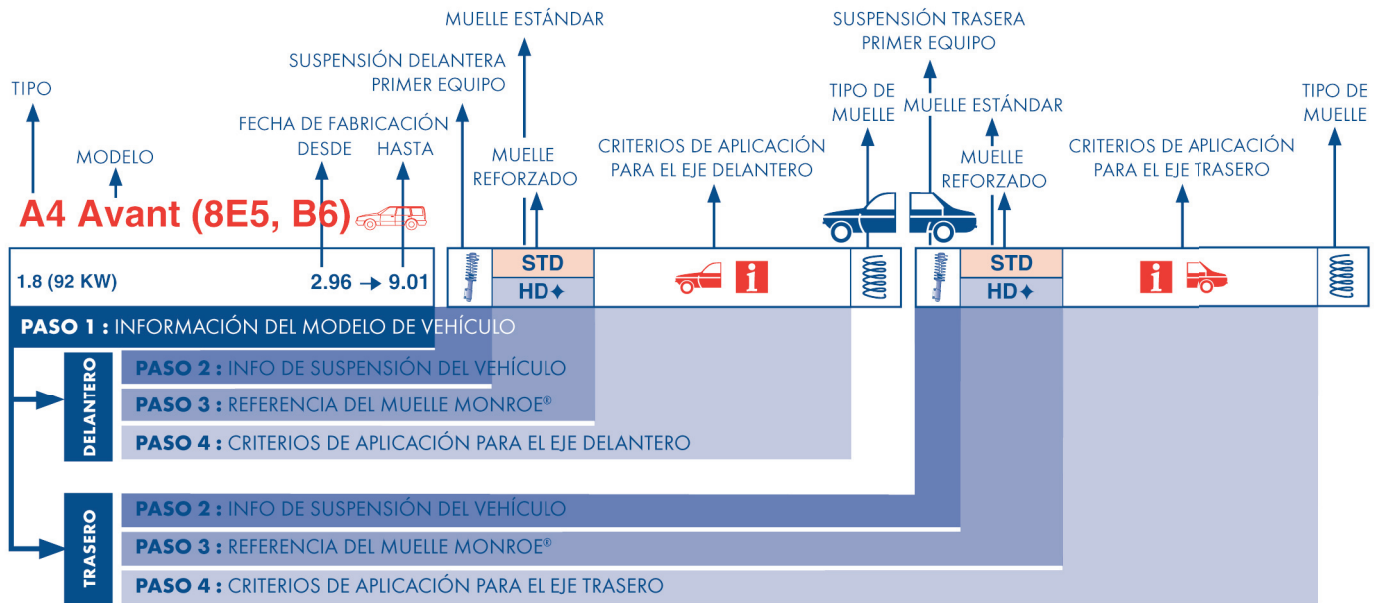 MUELLE ESTÁNDAR
SUSPENSIÓN TRASERA
PRIMER EQUIPO
SUSPENSIÓN DELANTERA
PRIMER EQUIPO
TIPO
TIPO DE
MUELLE
MUELLE ESTÁNDAR
TIPO DE
MUELLE
FECHA DE FABRICACIÓN
DESDE HASTA
MODELO
MUELLE
REFORZADO
CRITERIOS DE APLICACIÓN
PARA EL EJE DELANTERO
MUELLE
REFORZADO
CRITERIOS DE APLICACIÓN
PARA EL EJE TRASERO
A4 Avant (8E5, B6)
1.8 (92 KW) 2.96 → 9.01
STD
HD✦
i
STD
HD✦
i
PASO 1 : INFORMACIÓN DEL MODELO DE VEHÍCULO
DELANTERO
PASO 2 : INFO DE SUSPENSIÓN DEL VEHÍCULO
PASO 3 : REFERENCIA DEL MUELLE MONROE®
PASO 4 : CRITERIOS DE APLICACIÓN PARA EL EJE DELANTERO
TRASERO
PASO 2 : INFO DE SUSPENSIÓN DEL VEHÍCULO
PASO 3 : REFERENCIA DEL MUELLE MONROE®
PASO 4 : CRITERIOS DE APLICACIÓN PARA EL EJE TRASERO